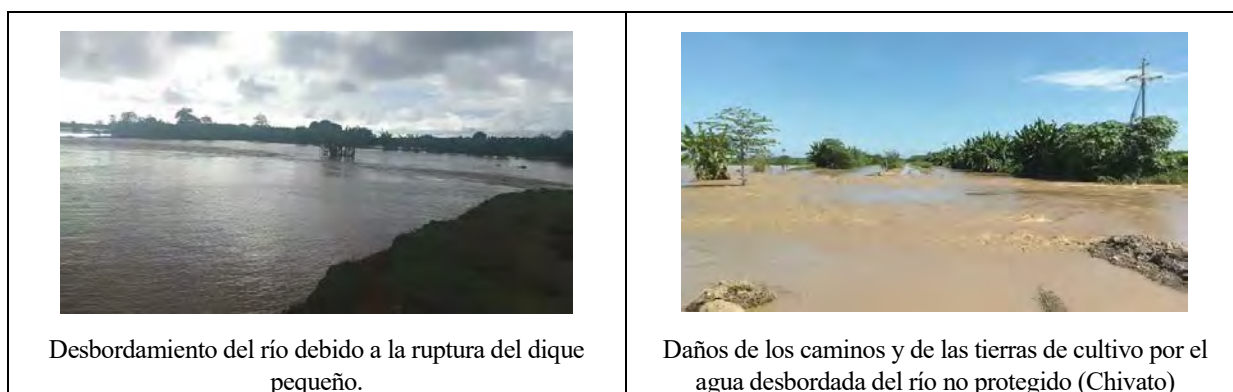 Desbordamiento del río debido a la ruptura del dique
pequeño.
Daños de los caminos y de las tierras de cultivo por el
agua desbordada del río no protegido (Chivato)